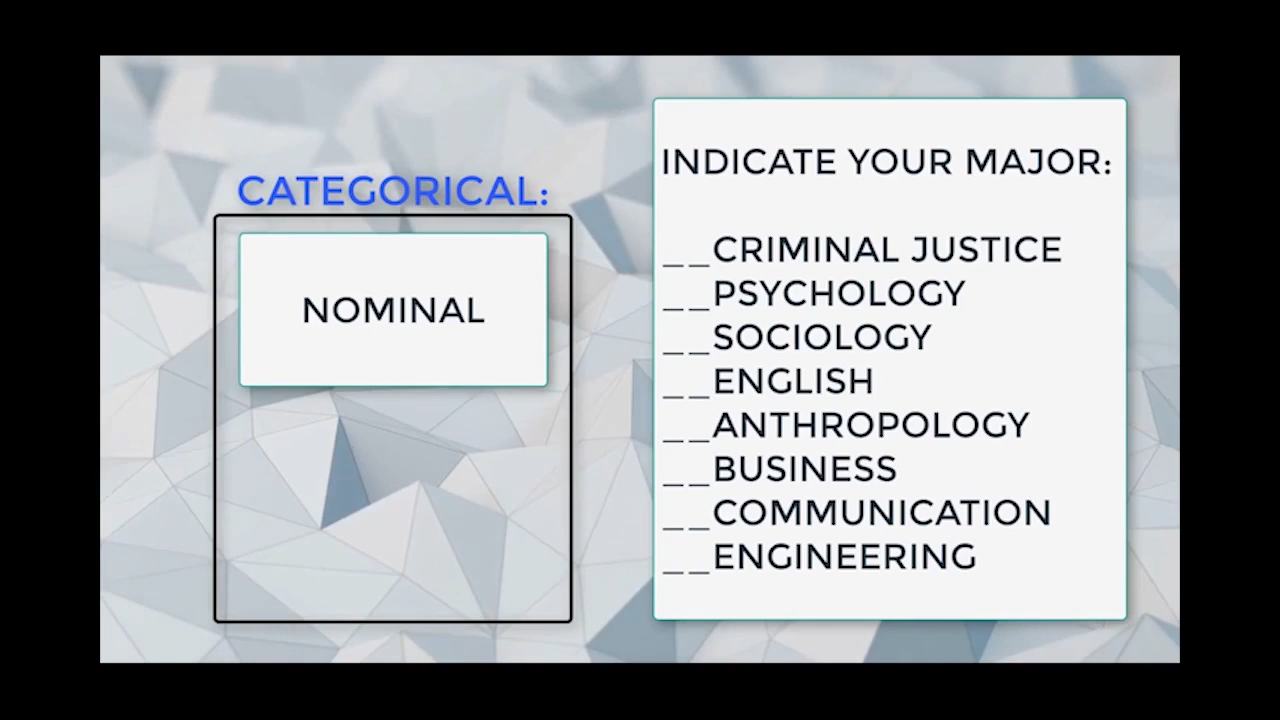 CATEGORICAL:
NOMINAL
INDICATE YOUR MAJOR:
__CRIMINAL JUSTICE
__PSYCHOLOGY
__SOCIOLOGY
__ENGLISH
__ANTHROPOLOGY
__BUSINESS
__COMMUNICATION
__ENGINEERING